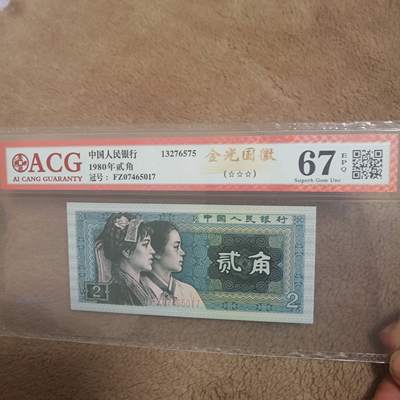 ACG
AI CANG GUARANTY
中国人民银行
1980年贰角
冠号: FZ07465017
13276575
金光国徽
(☆☆☆)
67 EPQ
Superb Gem Unc
中国人民银行
贰角
2
2